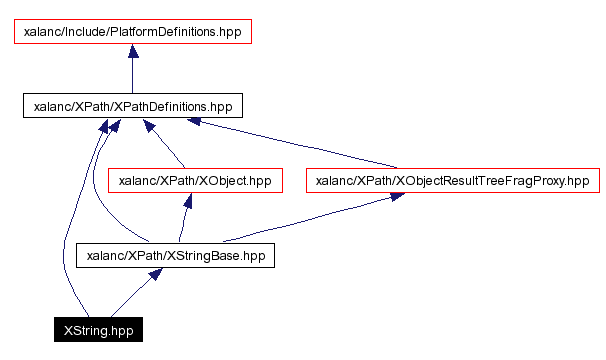 xalanc/Include/PlatformDefinitions.hpp
xalanc/XPath/XPathDefinitions.hpp
xalanc/XPath/XObject.hpp
xalanc/XPath/XObjectResultTreeFragProxy.hpp
xalanc/XPath/XStringBase.hpp
XString.hpp